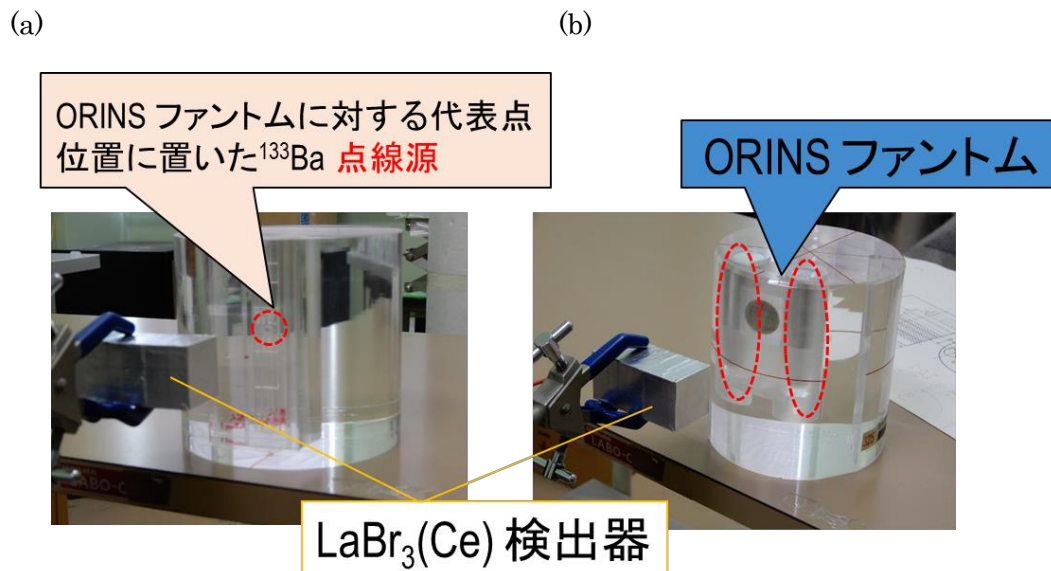 (a)
(b)
ORINS ファントムに対する代表点
位置に置いた¹³³Ba 点線源
ORINS ファントム
LABO-C
LABO-C
LaBr₃(Ce) 検出器